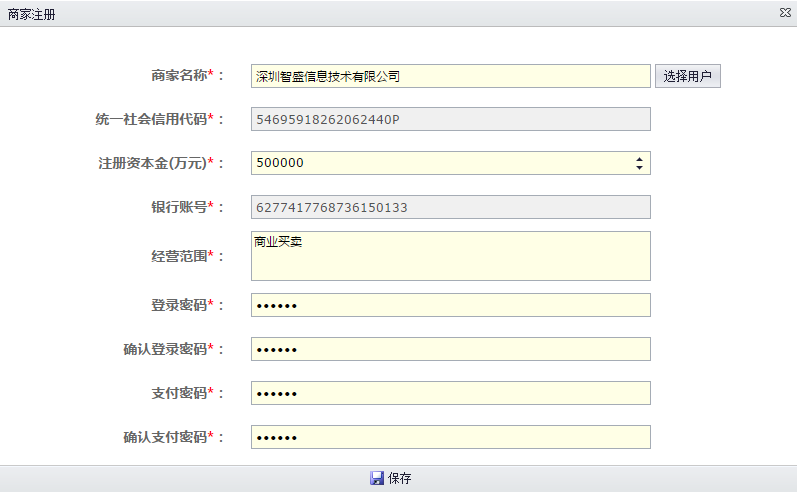 商家注册
商家名称*： 深圳智盛信息技术有限公司 选择用户
统一社会信用代码*： 54695918262062440P
注册资本金(万元)*： 500000
银行账号*： 6277417768736150133
经营范围*： 商业买卖
登录密码*： ••••••
确认登录密码*： ••••••
支付密码*： ••••••
确认支付密码*： ••••••
保存